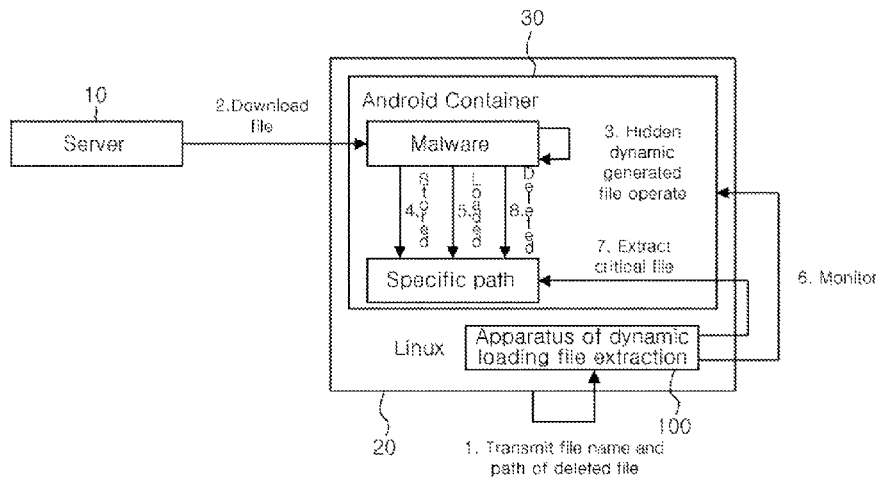 30
10
Server
2.Download
file
Android Container
Malware
3. Hidden
dynamic
generated
file operate
4.
Stored
5.
Loaded
8.
Deleted
7. Extract
critical file
Specific path
6. Monitor
Linux
Apparatus of dynamic
loading file extraction
100
20
1. Transmit file name and
path of deleted file